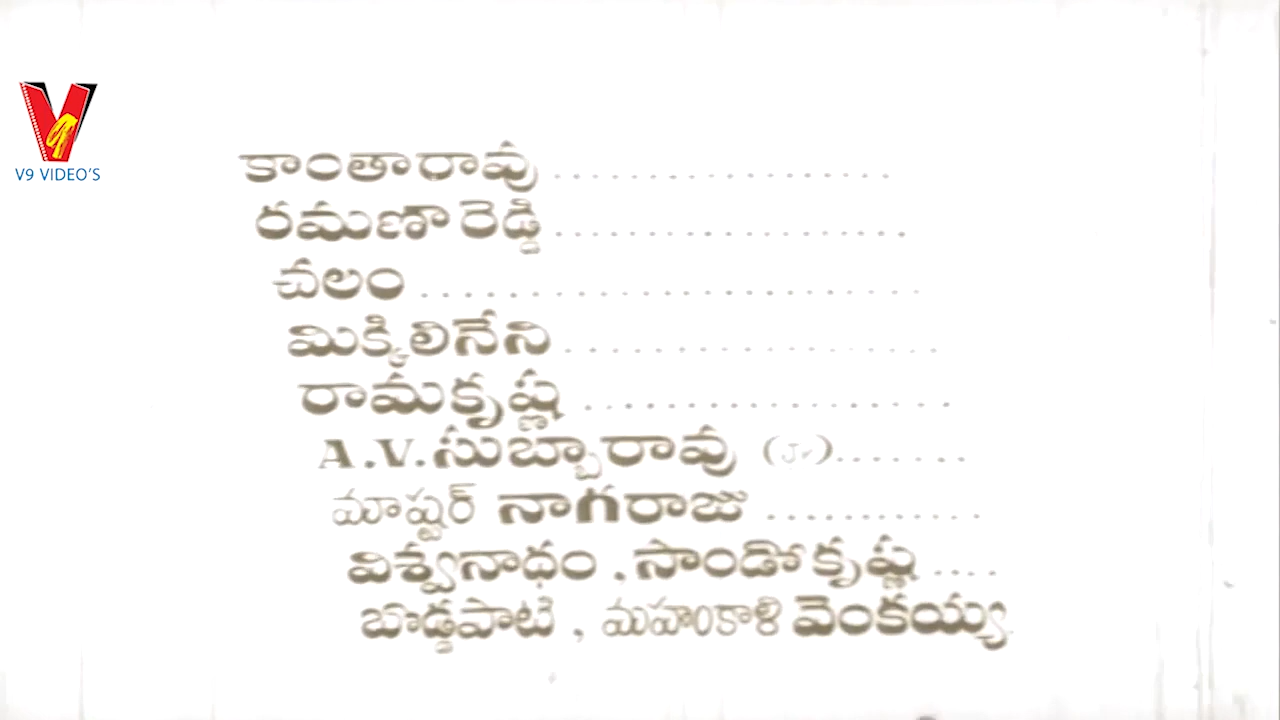 V9 VIDEO'S
కాంతారావు ...................
రమణారెడ్డి ...................
చలం ..........................
మిక్కిలినేని .....................
రామకృష్ణ ....................
A.V.సుబ్బారావు (Jr).......
మాష్టర్ నాగరాజు ............
విశ్వనాధం , సాండోకృష్ణ ....
బొడ్డపాటి , మహంకాళి వెంకయ్య